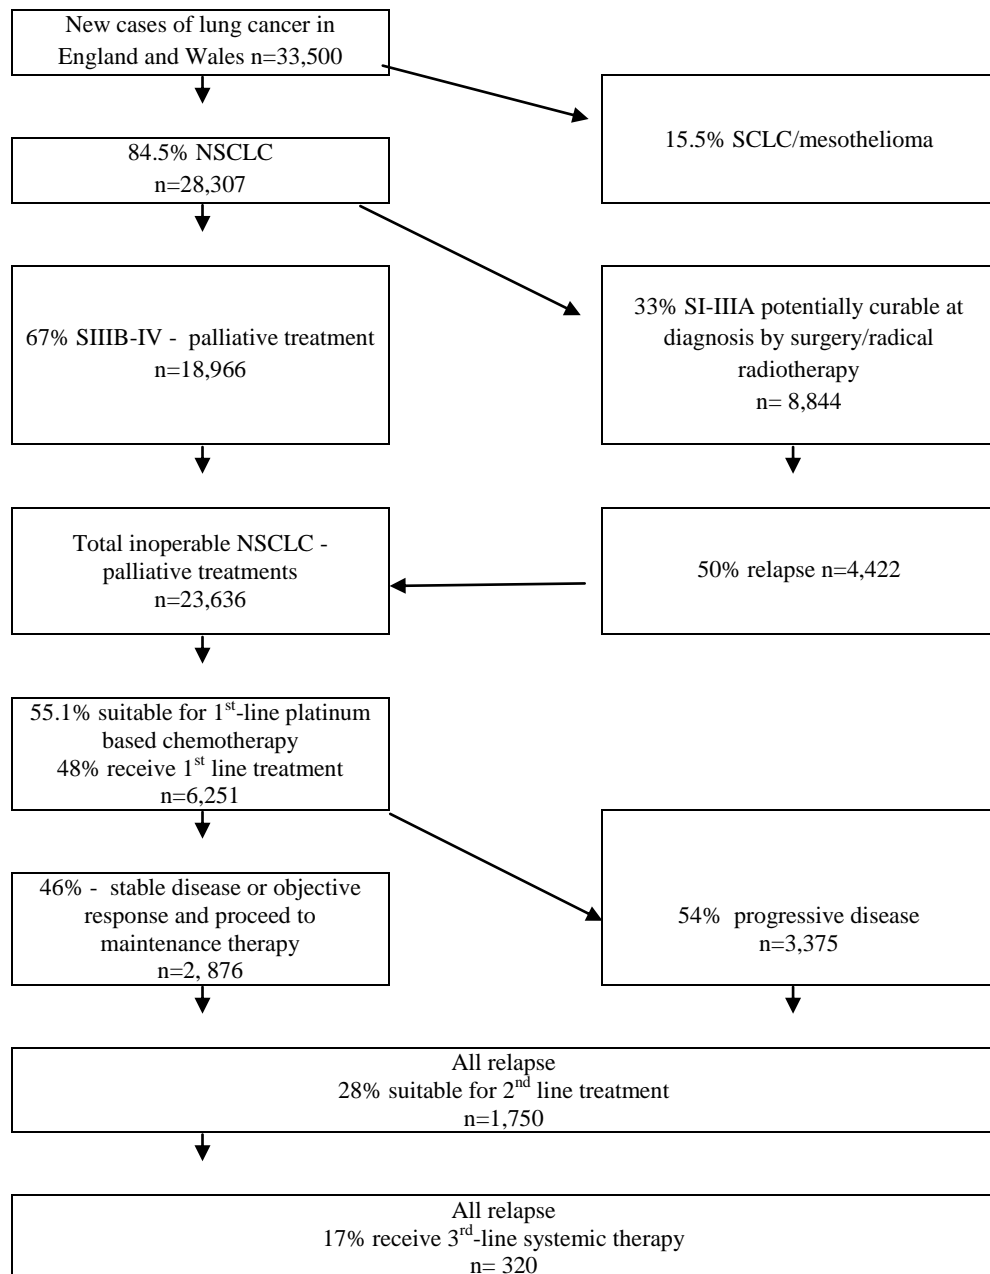 New cases of lung cancer in
England and Wales n=33,500
15.5% SCLC/mesothelioma
84.5% NSCLC
n=28,307
67% SIIIB-IV - palliative treatment
n=18,966
33% SI-IIIA potentially curable at
diagnosis by surgery/radical
radiotherapy
n= 8,844
Total inoperable NSCLC -
palliative treatments
n=23,636
50% relapse n=4,422
55.1% suitable for 1st-line platinum
based chemotherapy
48% receive 1st line treatment
n=6,251
46% - stable disease or objective
response and proceed to
maintenance therapy
n=2, 876
54% progressive disease
n=3,375
All relapse
28% suitable for 2nd line treatment
n=1,750
All relapse
17% receive 3rd-line systemic therapy
n= 320